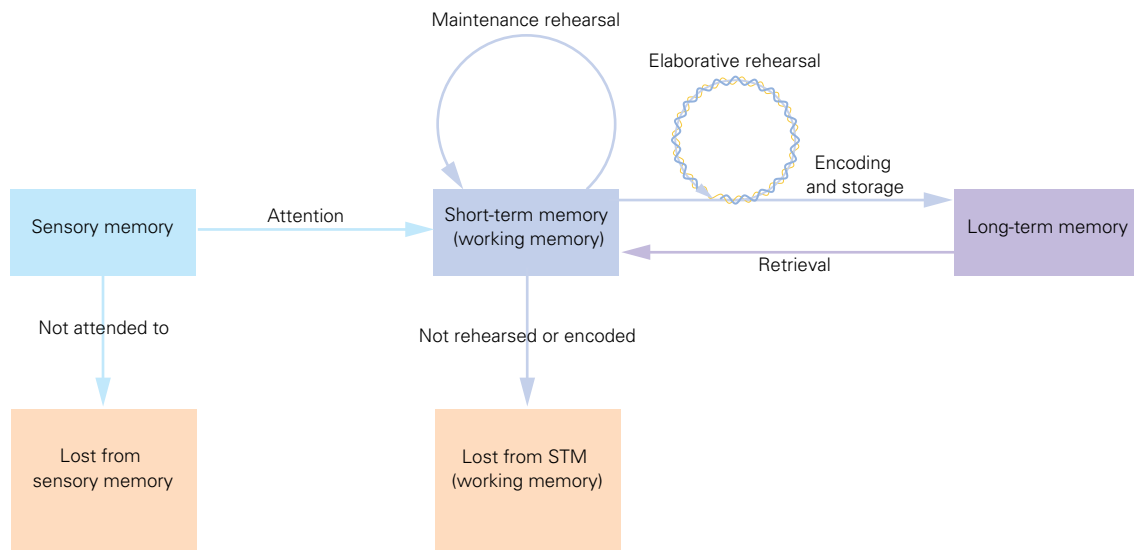 Maintenance rehearsal
Elaborative rehearsal
Encoding
and storage
Sensory memory
Attention
Short-term memory
(working memory)
Long-term memory
Retrieval
Not attended to
Not rehearsed or encoded
Lost from
sensory memory
Lost from STM
(working memory)